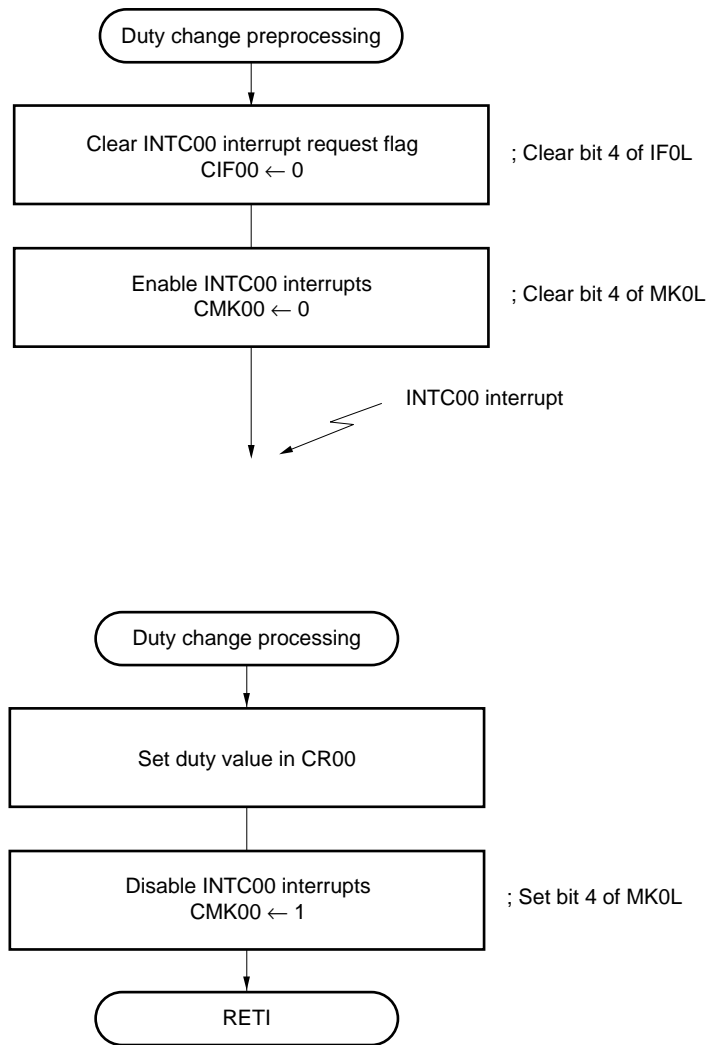 Duty change preprocessing
Clear INTC00 interrupt request flag
CIF00 ← 0
; Clear bit 4 of IF0L
Enable INTC00 interrupts
CMK00 ← 0
; Clear bit 4 of MK0L
INTC00 interrupt
Duty change processing
Set duty value in CR00
Disable INTC00 interrupts
CMK00 ← 1
; Set bit 4 of MK0L
RETI